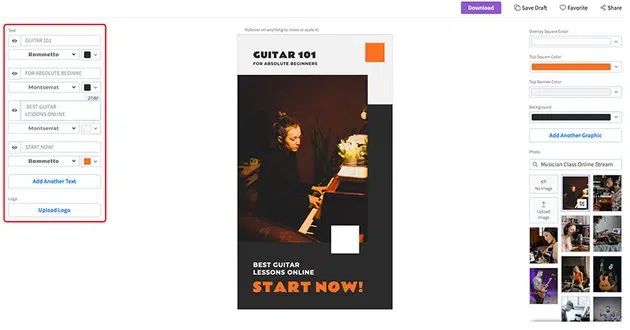 Download
Save Draft
Favorite
Share
Rollover on anything to move or scale it!
Text
GUITAR 101
Rammetto
FOR ABSOLUTE BEGINNE
Montserrat
27/60
BEST GUITAR
LESSONS ONLINE
Montserrat
START NOW!
Rammetto
Add Another Text
Logo
Upload Logo
GUITAR 101
FOR ABSOLUTE BEGINNERS
BEST GUITAR
LESSONS ONLINE
START NOW!
Overlay Square Color
Top Square Color
Top Banner Color
Background
Add Another Graphic
Photo
Musician Class Online Stream
No Image
Upload
Image